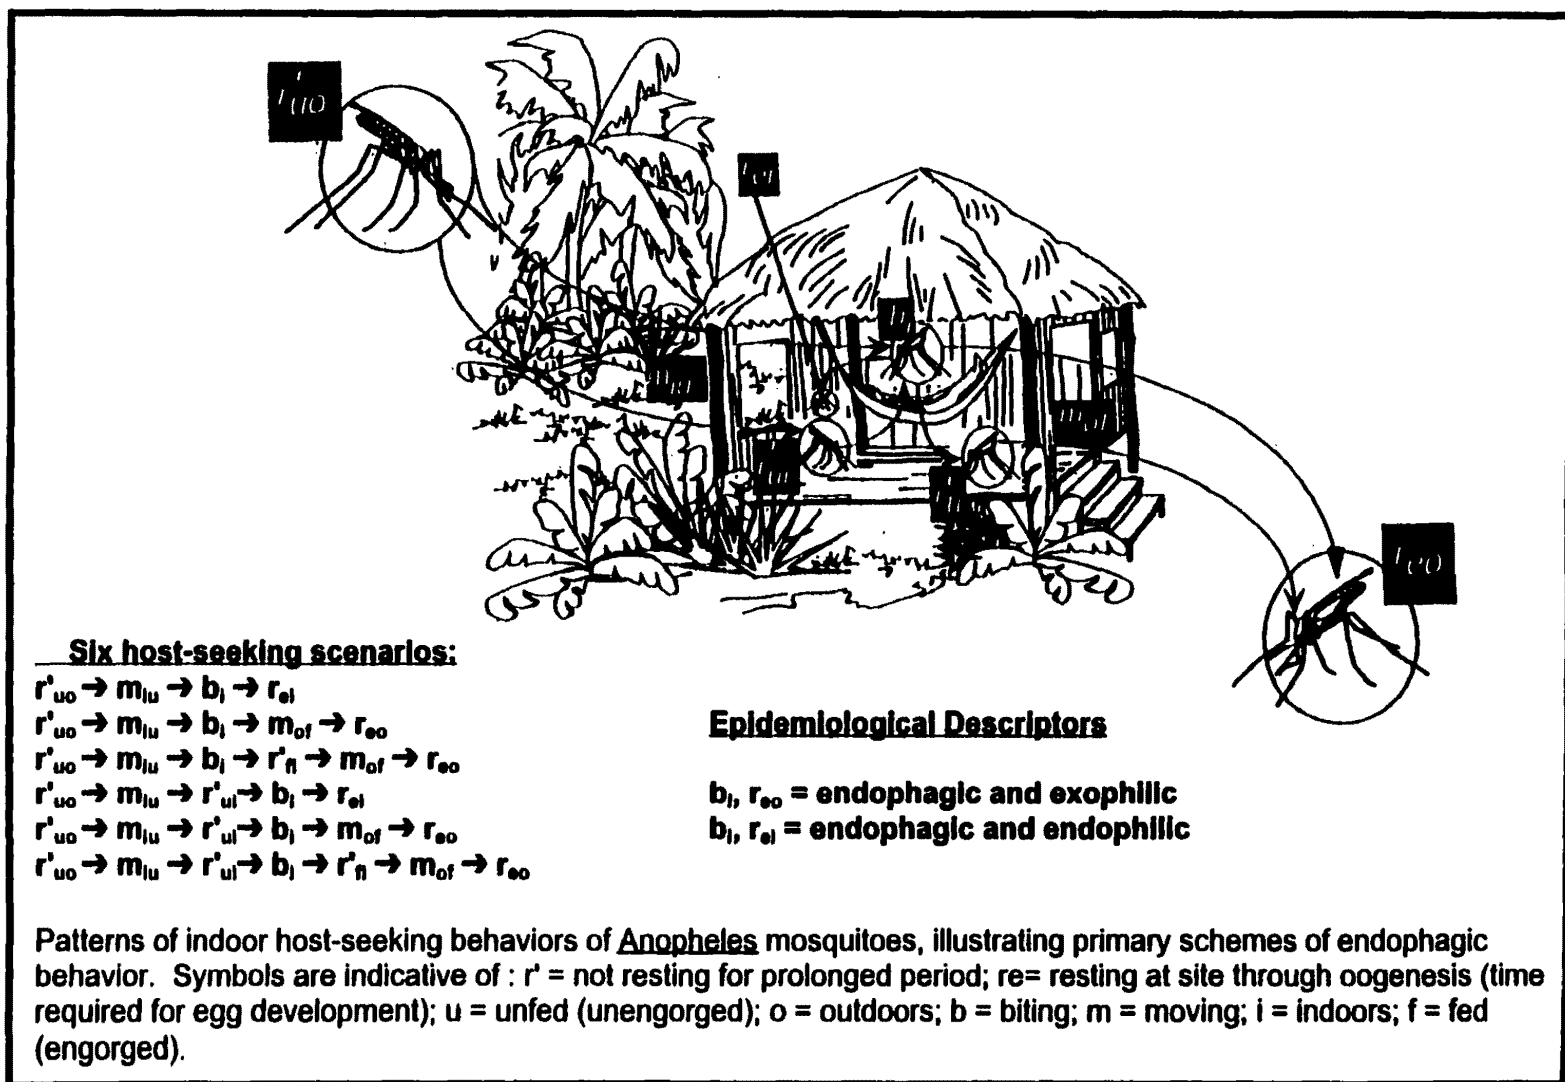 r'uo
reo
Six host-seeking scenarios:
r'uo → miu → bi → rei
r'uo → miu → bi → mof → reo
r'uo → miu → bi → r'fi → mof → reo
r'uo → miu → r'ui → bi → rei
r'uo → miu → r'ui → bi → mof → reo
r'uo → miu → r'ui → bi → r'fi → mof → reo
Epidemiological Descriptors
bi, reo = endophagic and exophilic
bi, rei = endophagic and endophilic
Patterns of indoor host-seeking behaviors of Anopheles mosquitoes, illustrating primary schemes of endophagic
behavior. Symbols are indicative of : r' = not resting for prolonged period; re= resting at site through oogenesis (time
required for egg development); u = unfed (unengorged); o = outdoors; b = biting; m = moving; i = indoors; f = fed
(engorged).